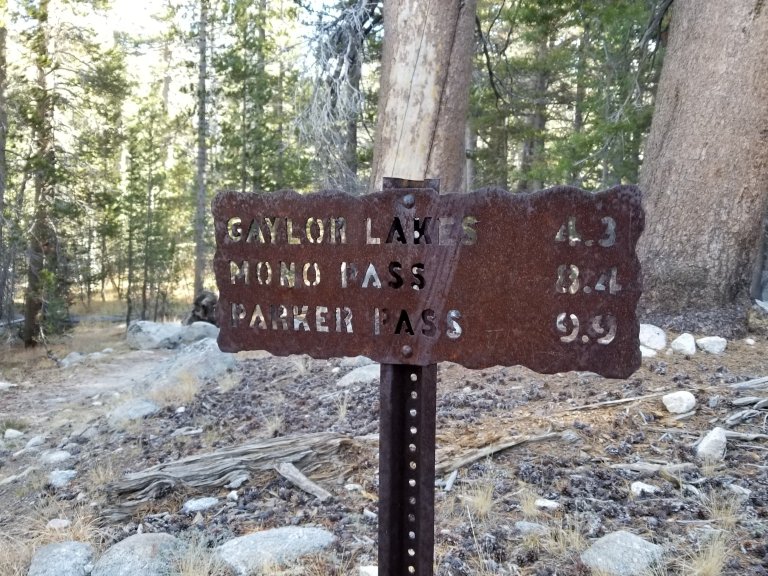 GAYLOR LAKES 4.3
MONO PASS 8.4
PARKER PASS 9.9